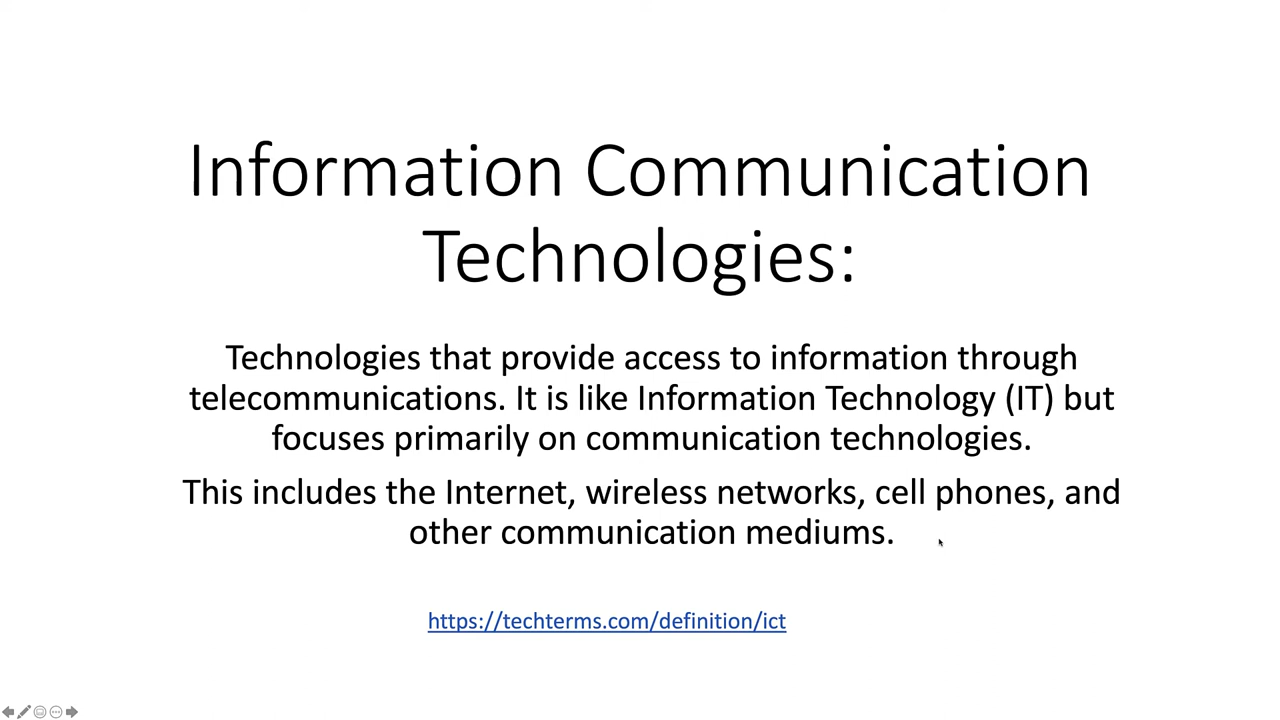 Information Communication
Technologies:
Technologies that provide access to information through
telecommunications. It is like Information Technology (IT) but
focuses primarily on communication technologies.
This includes the Internet, wireless networks, cell phones, and
other communication mediums.
https://techterms.com/definition/ict